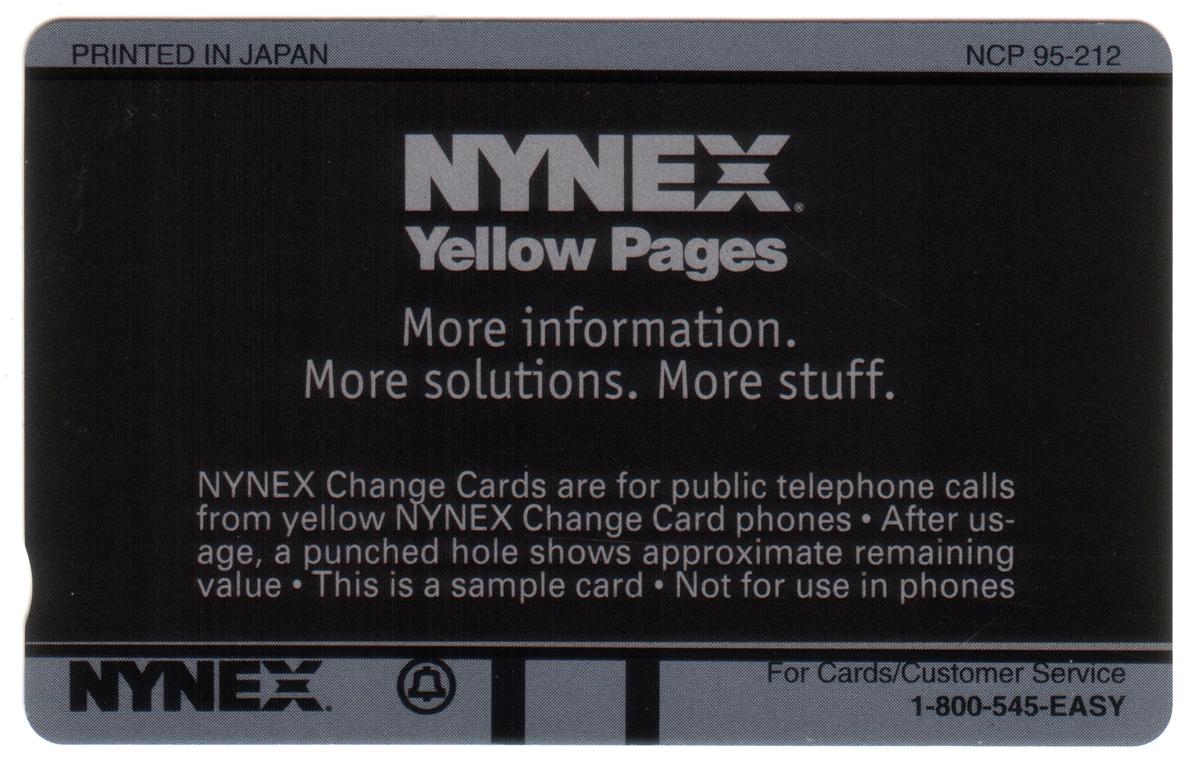 PRINTED IN JAPAN NCP 95-212
NYNEX®
Yellow Pages
More information.
More solutions. More stuff.
NYNEX Change Cards are for public telephone calls
from yellow NYNEX Change Card phones • After us-
age, a punched hole shows approximate remaining
value • This is a sample card • Not for use in phones
NYNEX. For Cards/Customer Service
1-800-545-EASY